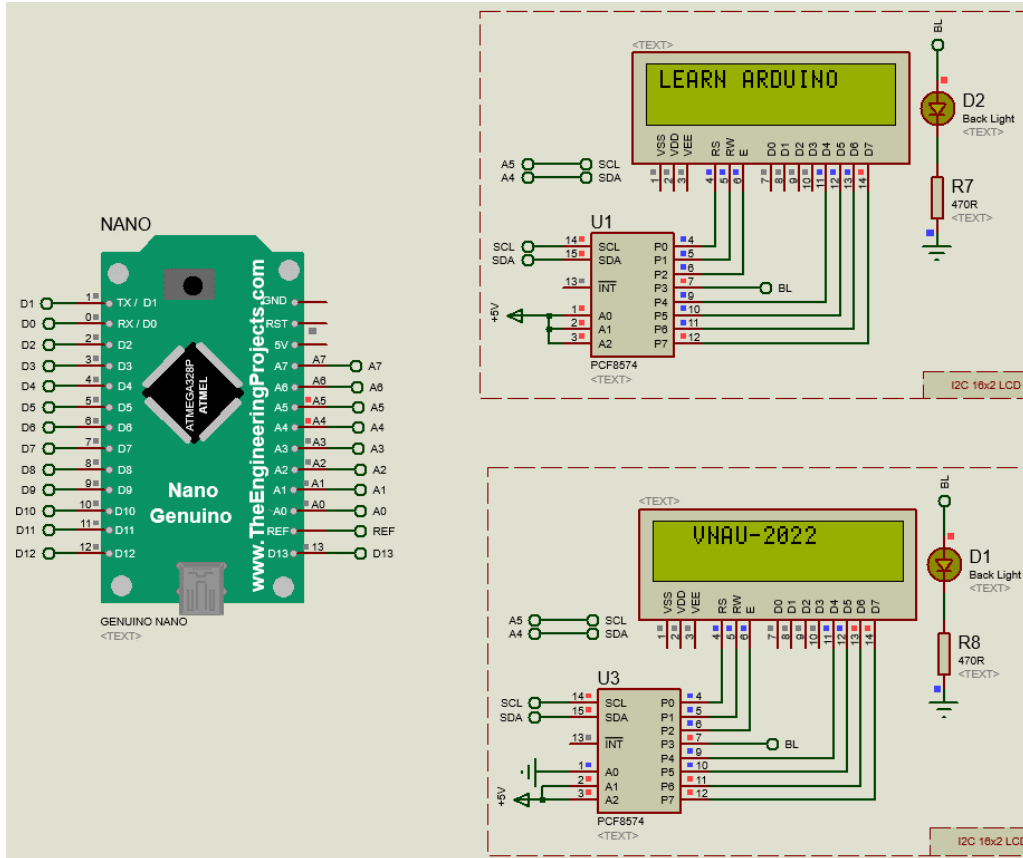 NANO
D1 1 TX / D1
D0 0 RX / D0
D2 2 D2
D3 3 D3
D4 4 D4
D5 5 D5
D6 6 D6
D7 7 D7
D8 8 D8
D9 9 D9
D10 10 D10
D11 11 D11
D12 12 D12
GND
RST
5V
A7 A7 A7
A6 A6 A6
A5 A5 A5
A4 A4 A4
A3 A3 A3
A2 A2 A2
A1 A1 A1
A0 A0 A0
REF REF
D13 13 D13
ATMEGA328P
ATMEL
Nano
Genuino
www.TheEngineeringProjects.com
GENUINO NANO
<TEXT>
<TEXT>
LEARN ARDUINO
VSS VDD VEE RS RW E D0 D1 D2 D3 D4 D5 D6 D7
1 2 3 4 5 6 7 8 9 10 11 12 13 14
BL
D2
Back Light
<TEXT>
R7
470R
<TEXT>
A5 SCL
A4 SDA
U1
SCL 14 SCL P0 4
SDA 15 SDA P1 5
P2 6
13 INT P3 7 BL
P4 9
+5V
1 A0 P5 10
2 A1 P6 11
3 A2 P7 12
PCF8574
<TEXT>
I2C 16x2 LCD
<TEXT>
VNAU-2022
VSS VDD VEE RS RW E D0 D1 D2 D3 D4 D5 D6 D7
1 2 3 4 5 6 7 8 9 10 11 12 13 14
BL
D1
Back Light
<TEXT>
R8
470R
<TEXT>
A5 SCL
A4 SDA
U3
SCL 14 SCL P0 4
SDA 15 SDA P1 5
P2 6
13 INT P3 7 BL
P4 9
1 A0 P5 10
2 A1 P6 11
+5V
3 A2 P7 12
PCF8574
<TEXT>
I2C 16x2 LCD